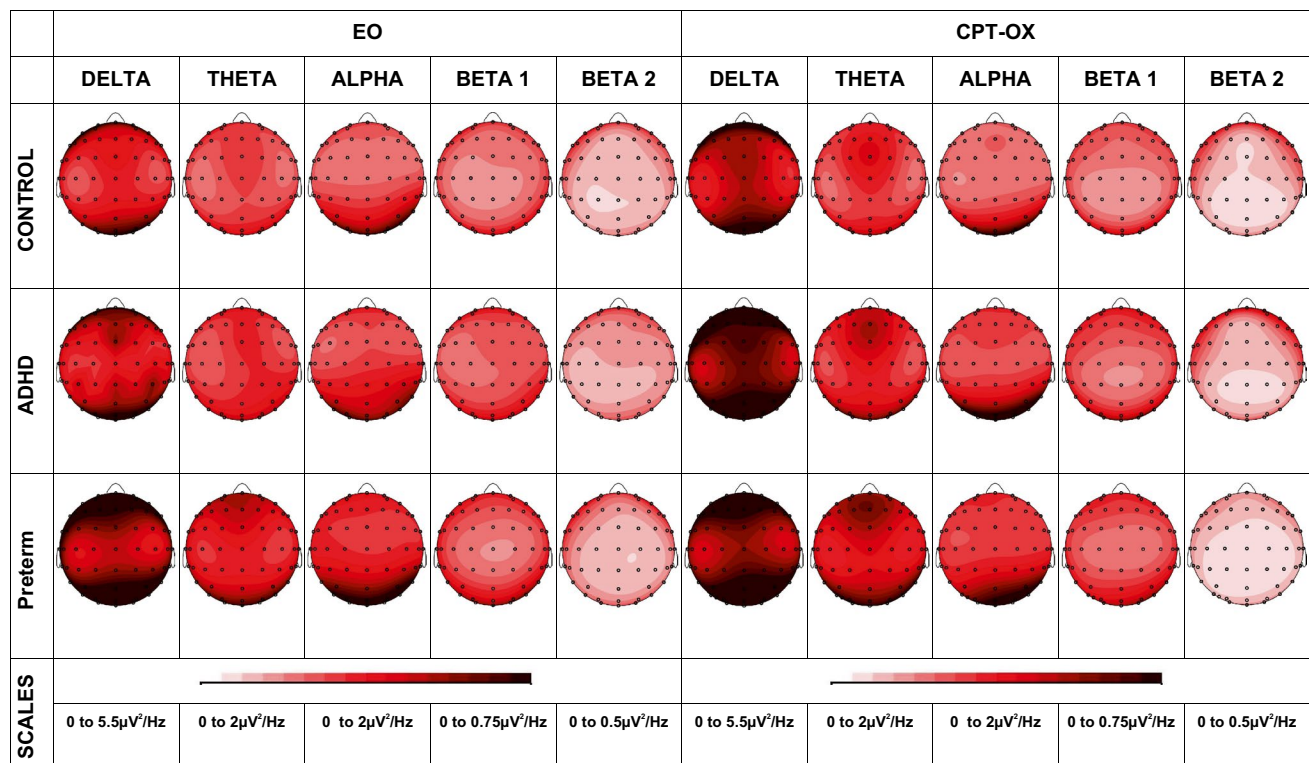 EO CPT-OX
DELTA THETA ALPHA BETA 1 BETA 2 DELTA THETA ALPHA BETA 1 BETA 2
CONTROL
ADHD
Preterm
SCALES
0 to 5.5µV²/Hz 0 to 2µV²/Hz 0 to 2µV²/Hz 0 to 0.75µV²/Hz 0 to 0.5µV²/Hz 0 to 5.5µV²/Hz 0 to 2µV²/Hz 0 to 2µV²/Hz 0 to 0.75µV²/Hz 0 to 0.5µV²/Hz